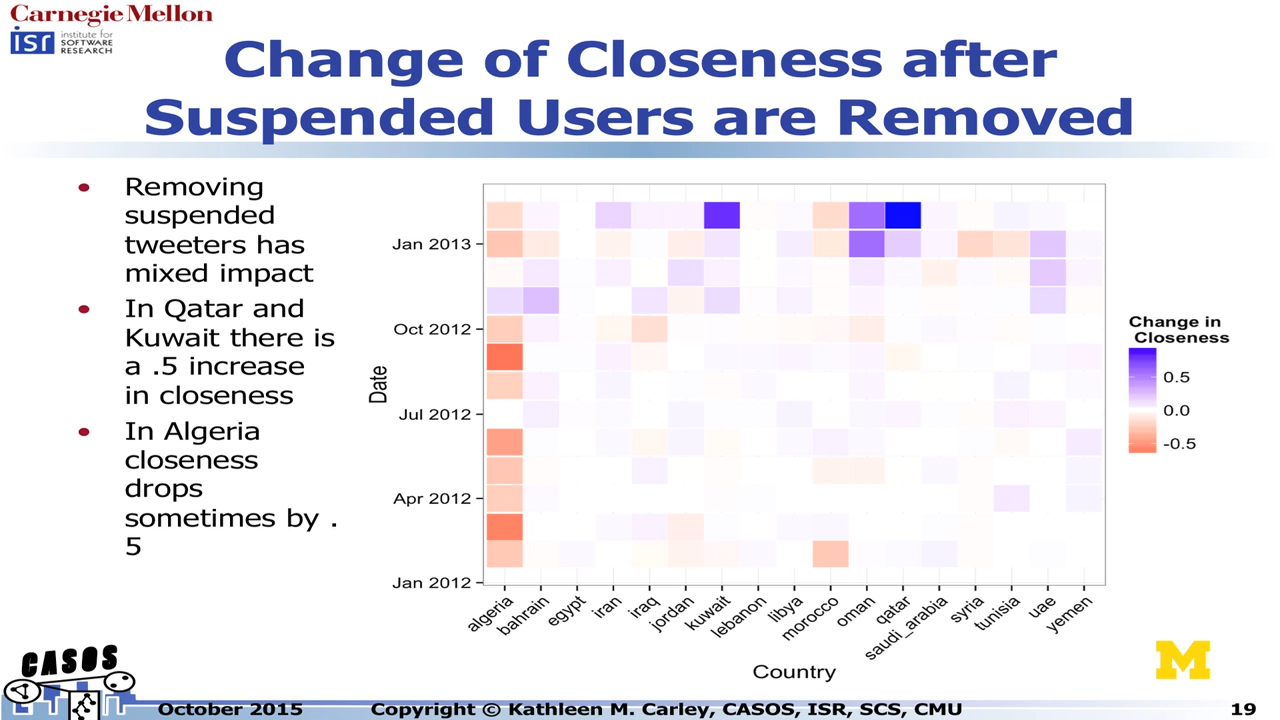 Carnegie Mellon
isr institute for
SOFTWARE
RESEARCH
Change of Closeness after
Suspended Users are Removed
• Removing
suspended
tweeters has
mixed impact
• In Qatar and
Kuwait there is
a .5 increase
in closeness
• In Algeria
closeness
drops
sometimes by .
5
Date
Jan 2013
Oct 2012
Jul 2012
Apr 2012
Jan 2012
algeria
bahrain
egypt
iran
iraq
jordan
kuwait
lebanon
libya
morocco
oman
qatar
saudi_arabia
syria
tunisia
uae
yemen
Country
Change in
Closeness
0.5
0.0
-0.5
CASOS
M
October 2015 Copyright © Kathleen M. Carley, CASOS, ISR, SCS, CMU 19